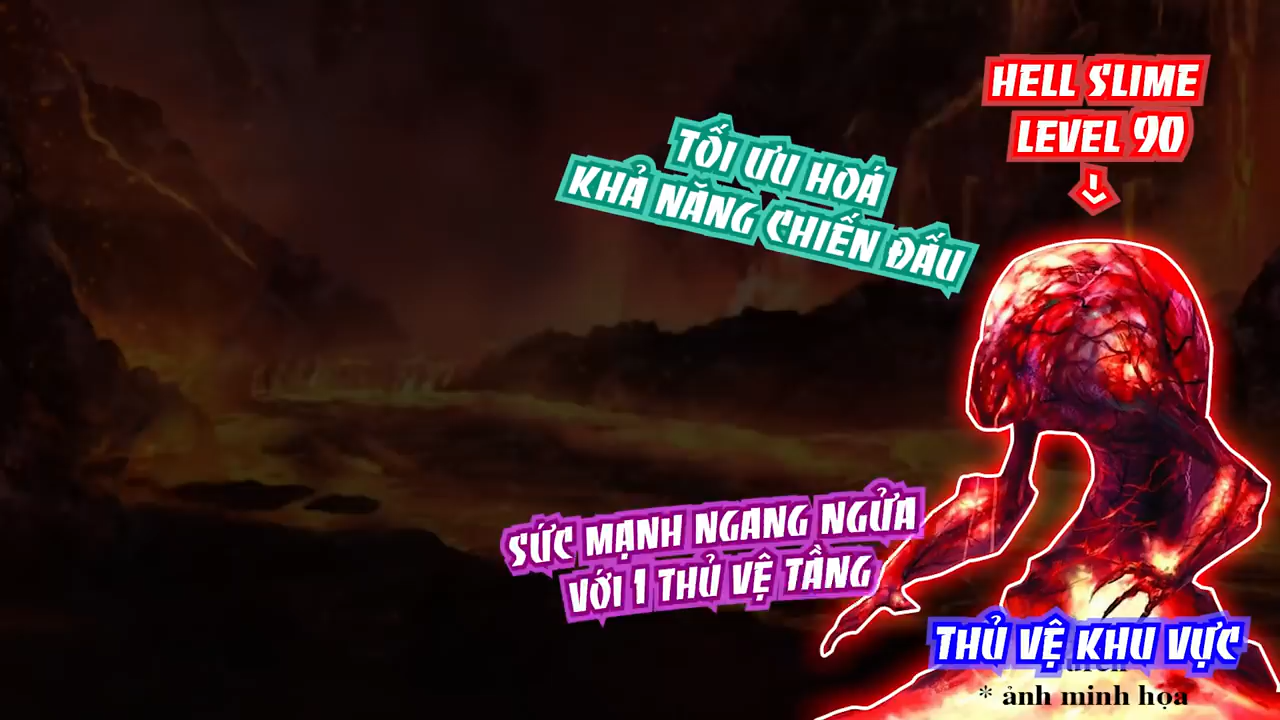 HELL SLIME
LEVEL 90
TỐI ƯU HOÁ
KHẢ NĂNG CHIẾN ĐẤU
SỨC MẠNH NGANG NGỬA
VỚI 1 THỦ VỆ TẦNG
THỦ VỆ KHU VỰC
* ảnh minh họa